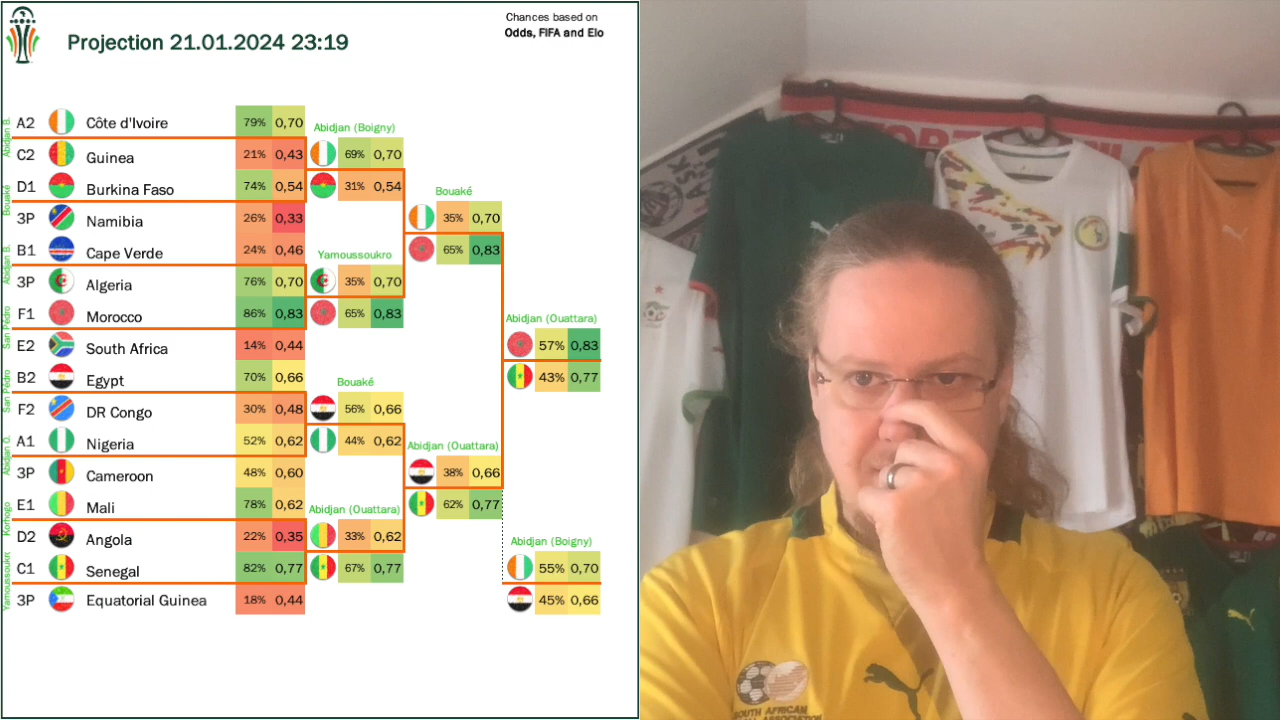 Chances based on
Odds, FIFA and Elo
Projection 21.01.2024 23:19
A2 Côte d'Ivoire 79% 0,70
C2 Guinea 21% 0,43
D1 Burkina Faso 74% 0,54
3P Namibia 26% 0,33
B1 Cape Verde 24% 0,46
3P Algeria 76% 0,70
F1 Morocco 86% 0,83
E2 South Africa 14% 0,44
B2 Egypt 70% 0,66
F2 DR Congo 30% 0,48
A1 Nigeria 52% 0,62
3P Cameroon 48% 0,60
E1 Mali 78% 0,62
D2 Angola 22% 0,35
C1 Senegal 82% 0,77
3P Equatorial Guinea 18% 0,44
Abidjan B.
Bouaké
Abidjan B.
San Pédro
San Pédro
Abidjan O.
Korhogo
Yamoussoukro
Abidjan (Boigny)
69% 0,70
31% 0,54
Yamoussoukro
35% 0,70
65% 0,83
Bouaké
56% 0,66
44% 0,62
Abidjan (Ouattara)
33% 0,62
67% 0,77
Bouaké
35% 0,70
65% 0,83
Abidjan (Ouattara)
38% 0,66
62% 0,77
Abidjan (Ouattara)
57% 0,83
43% 0,77
Abidjan (Boigny)
55% 0,70
45% 0,66
SOUTH AFRICAN